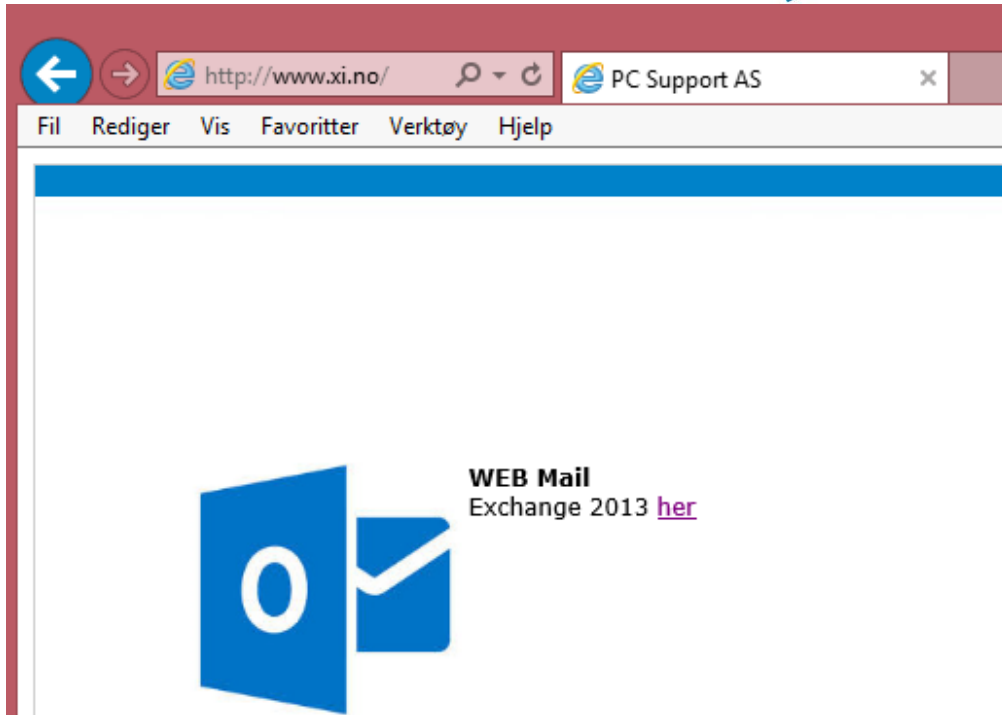 http://www.xi.no/
PC Support AS
Fil Rediger Vis Favoritter Verktøy Hjelp
WEB Mail
Exchange 2013 her
O